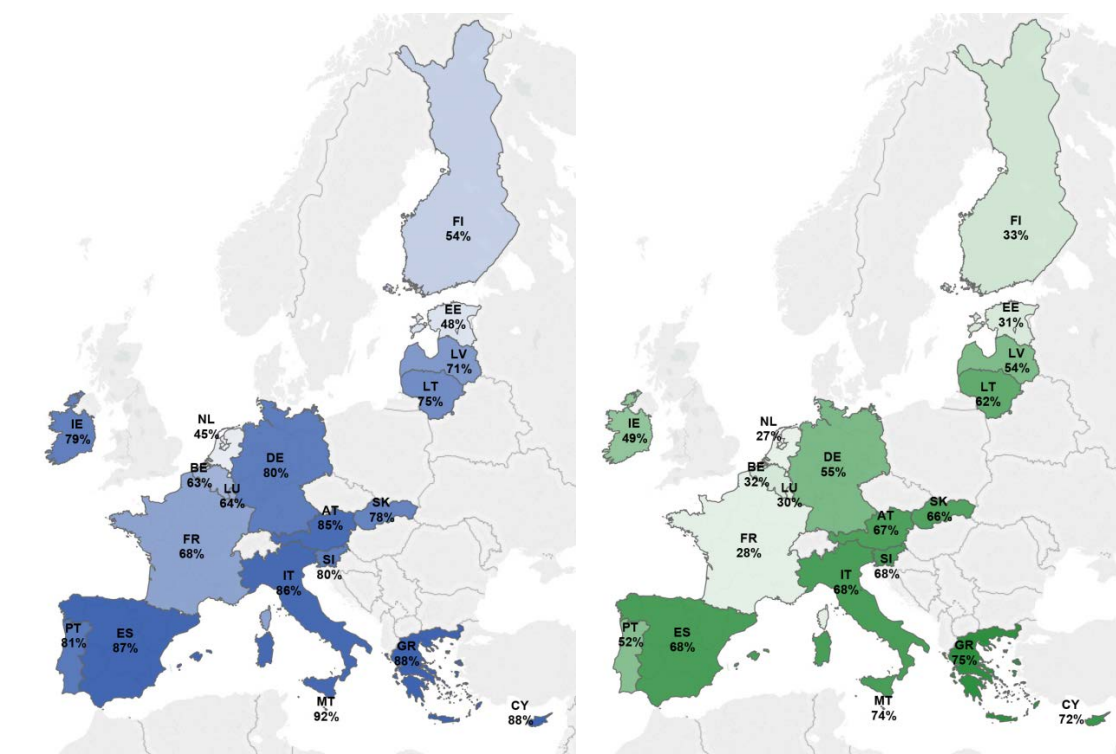 FI
54%
EE
48%
LV
71%
LT
75%
IE
79%
NL
45%
BE
63%
LU
64%
DE
80%
SK
78%
AT
85%
FR
68%
SI
80%
IT
86%
PT
81%
ES
87%
GR
88%
MT
92%
CY
88%
FI
33%
EE
31%
LV
54%
LT
62%
IE
49%
NL
27%
BE
32%
LU
30%
DE
55%
SK
66%
AT
67%
FR
28%
SI
68%
IT
68%
PT
52%
ES
68%
GR
75%
MT
74%
CY
72%